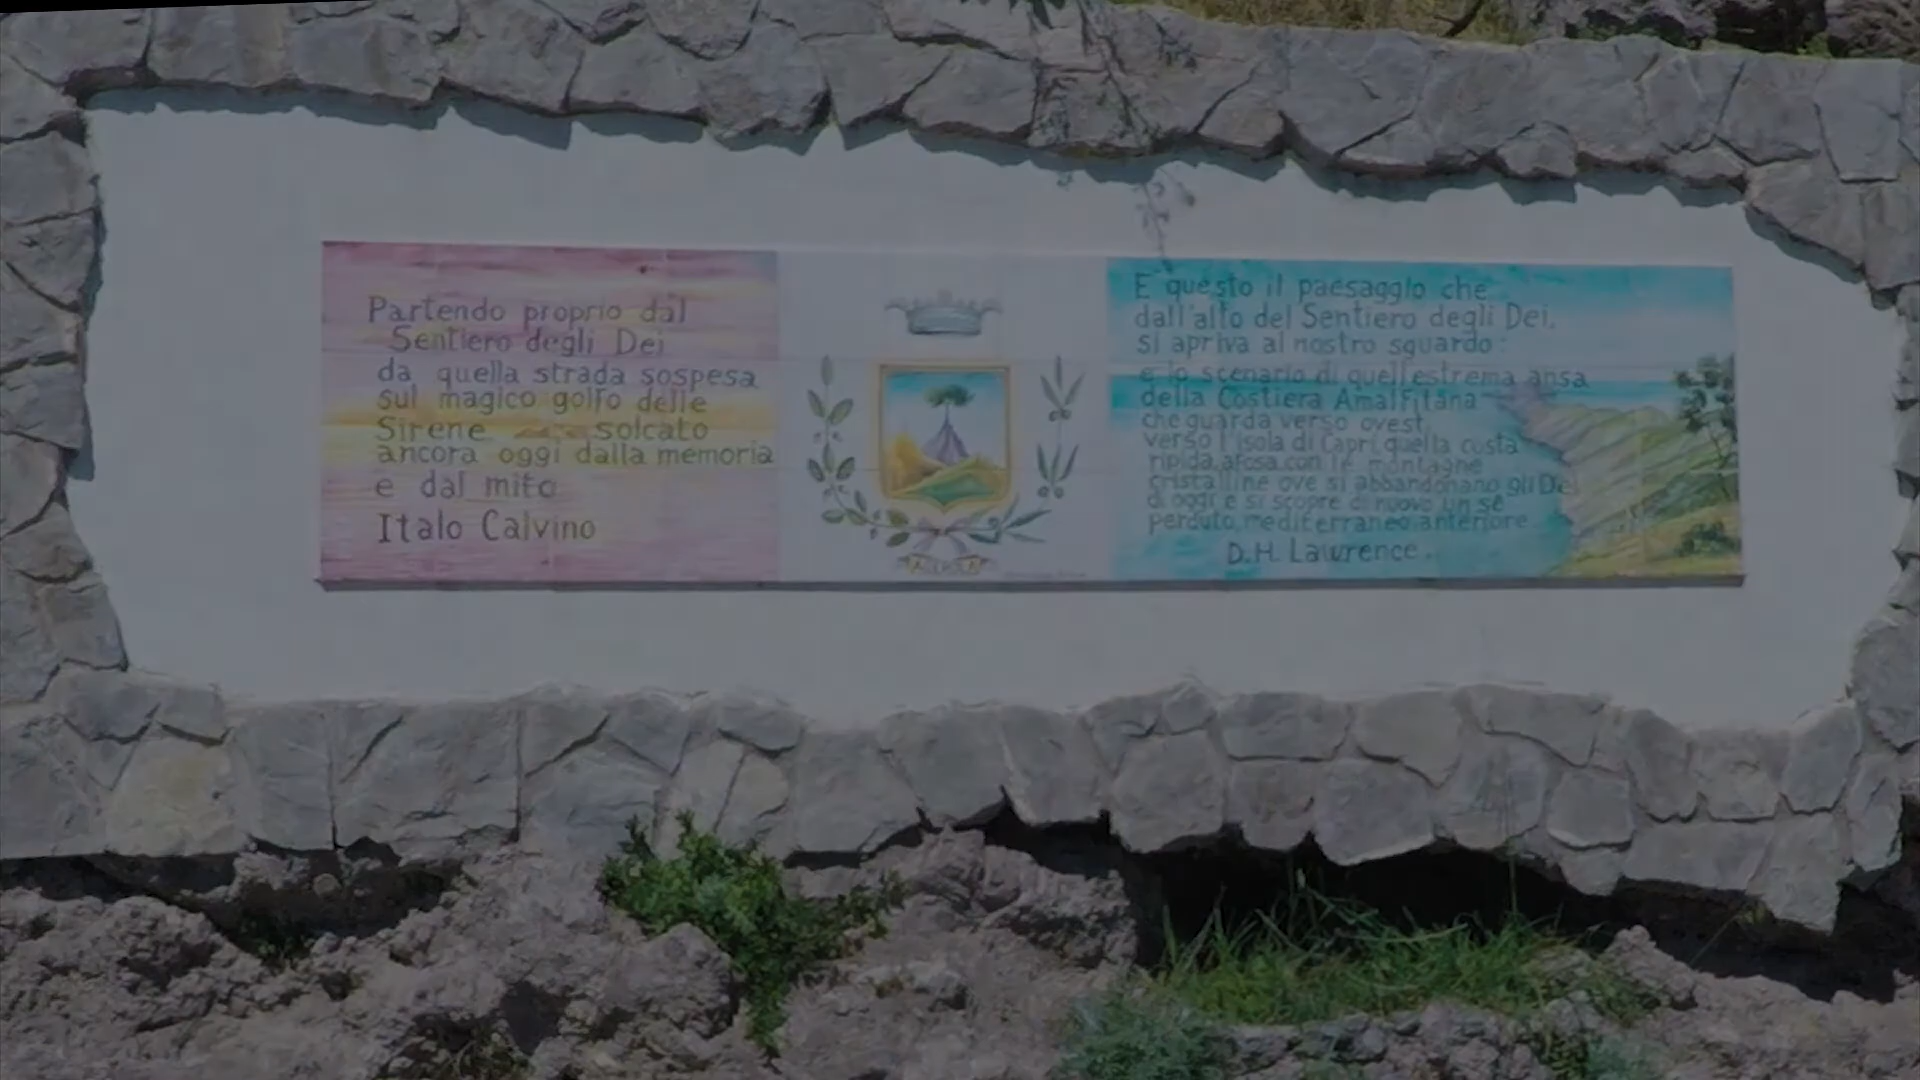 Partendo proprio dal
Sentiero degli Dei
da quella strada sospesa
sul magico golfo delle
Sirene solcato
ancora oggi dalla memoria
e dal mito
Italo Calvino
AGEROLA
E questo il paesaggio che
dall'alto del Sentiero degli Dei,
si apriva al nostro sguardo:
e lo scenario di quell'estrema ansa
della Costiera Amalfitana
che guarda verso ovest,
verso l'isola di Capri, quella costa
ripida, afosa con le montagne
cristalline ove si abbandonano gli Dei
di oggi e si scopre di nuovo un sé
perduto, mediterraneo, anteriore
D.H. Lawrence.